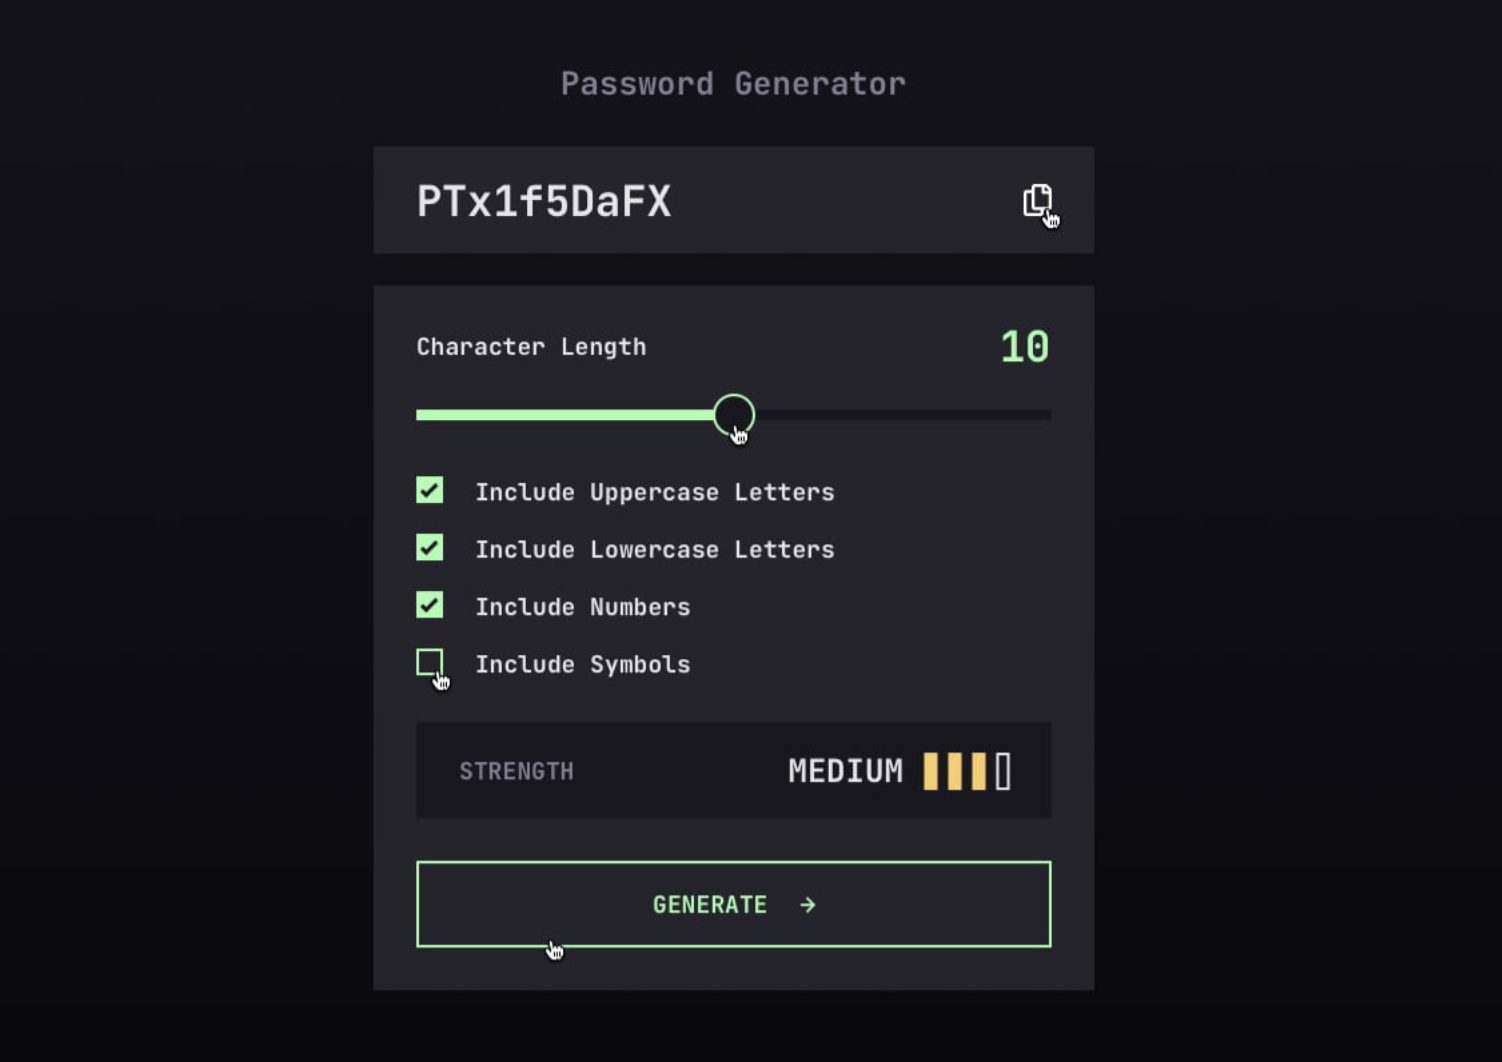 Password Generator
PTx1f5DaFX
Character Length 10
Include Uppercase Letters
Include Lowercase Letters
Include Numbers
Include Symbols
STRENGTH MEDIUM
GENERATE →